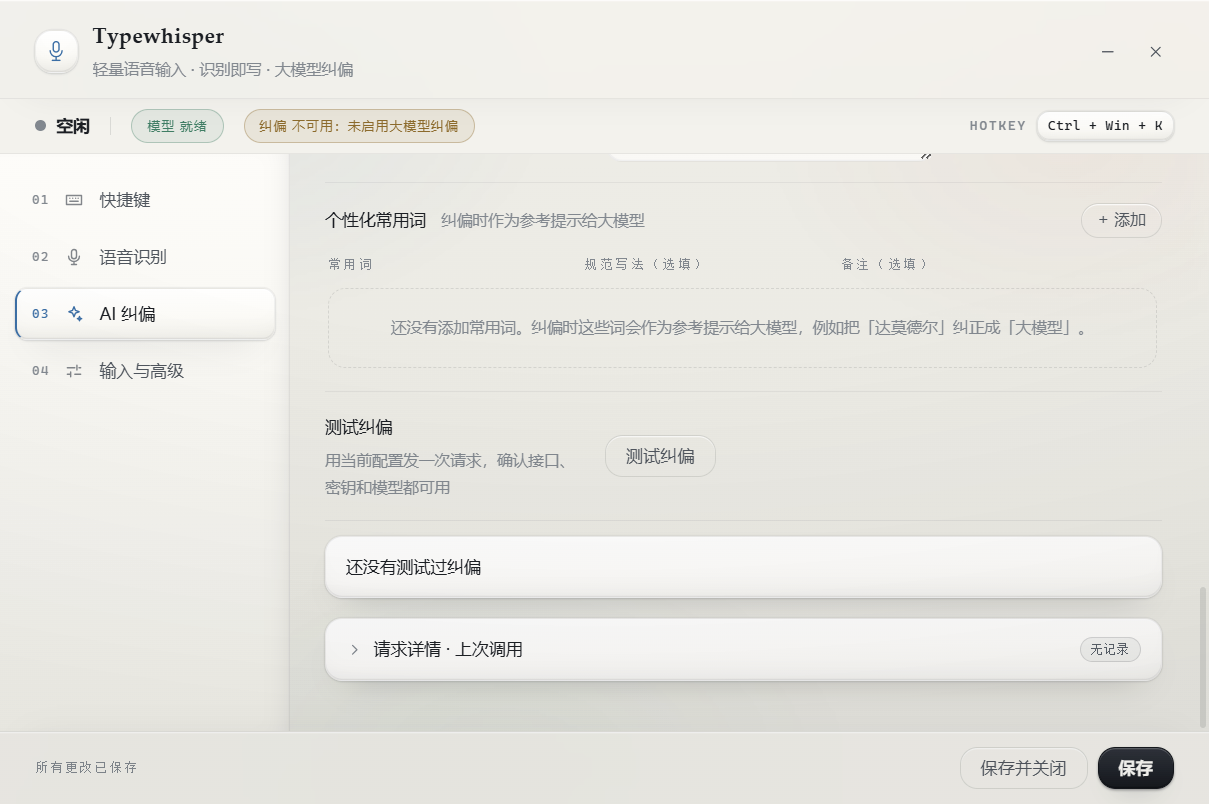 Typewhisper
轻量语音输入 · 识别即写 · 大模型纠偏
空闲
模型 就绪
纠偏 不可用：未启用大模型纠偏
HOTKEY
Ctrl + Win + K
01 快捷键
02 语音识别
03 AI 纠偏
04 输入与高级
个性化常用词 纠偏时作为参考提示给大模型
+ 添加
常用词 规范写法（选填） 备注（选填）
还没有添加常用词。纠偏时这些词会作为参考提示给大模型，例如把「达莫德尔」纠正成「大模型」。
测试纠偏
用当前配置发一次请求，确认接口、
密钥和模型都可用
测试纠偏
还没有测试过纠偏
请求详情 · 上次调用
无记录
所有更改已保存
保存并关闭
保存